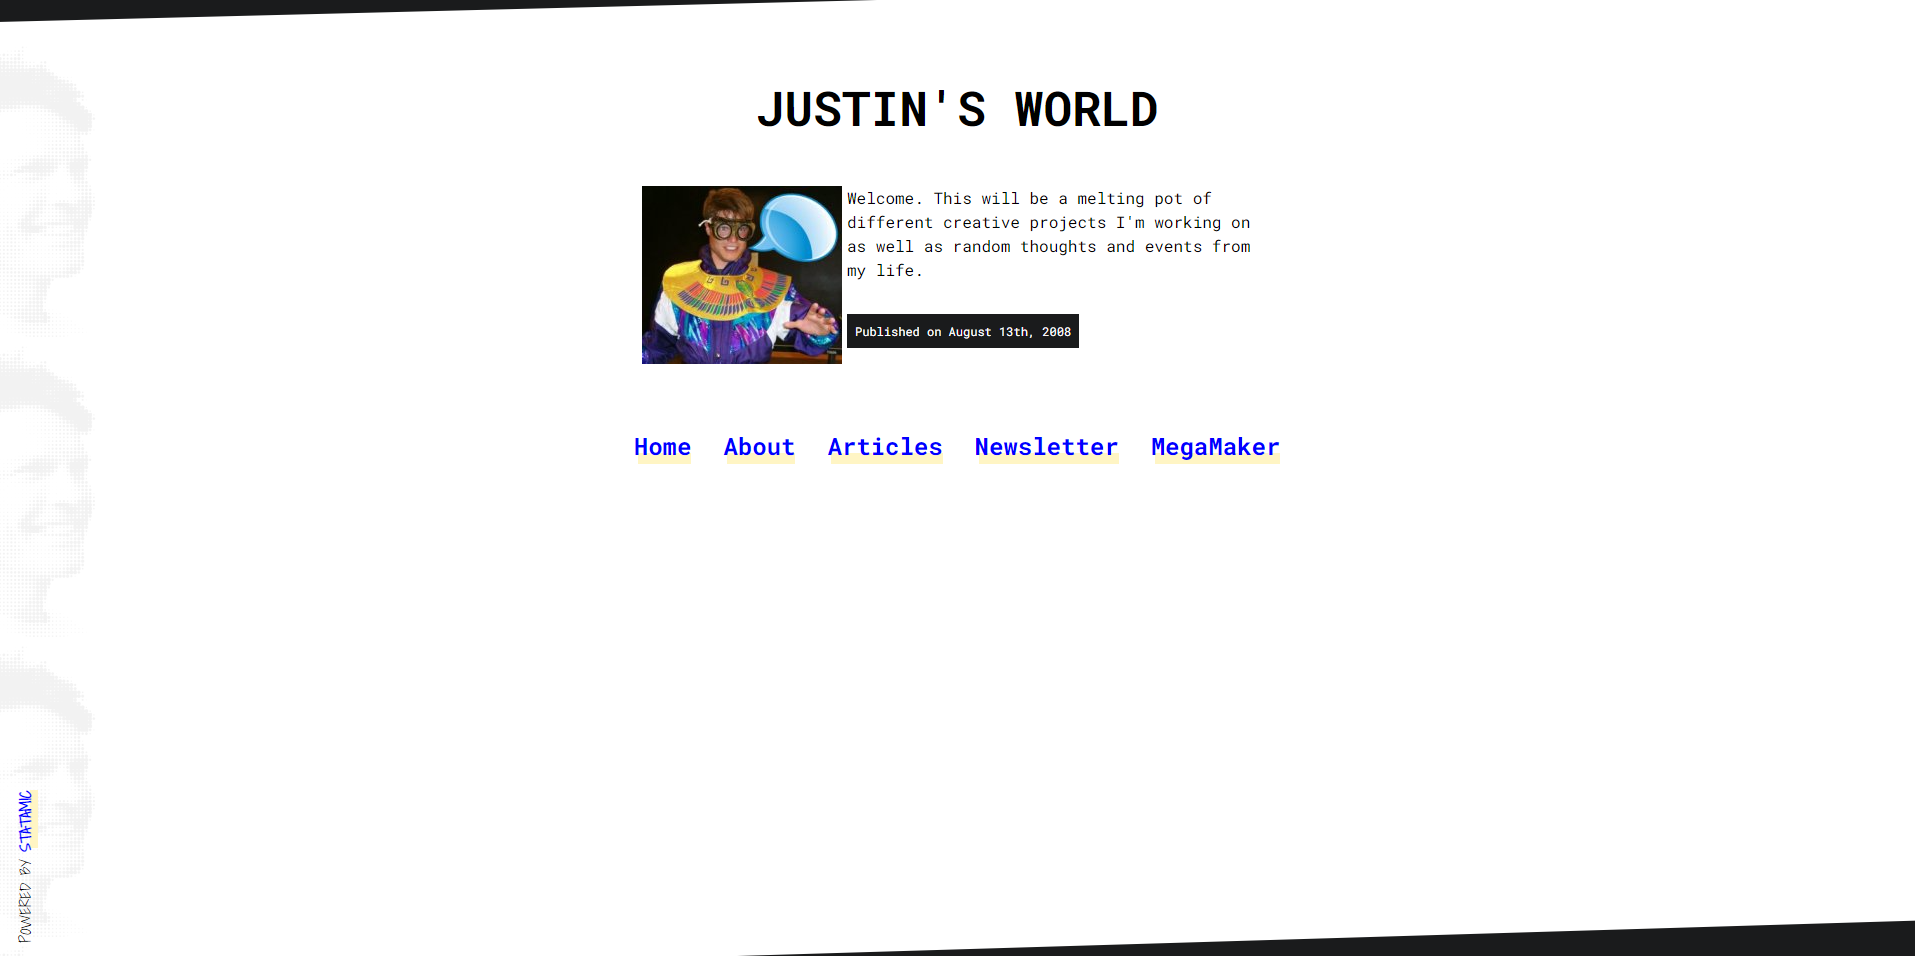 JUSTIN'S WORLD
Welcome. This will be a melting pot of
different creative projects I'm working on
as well as random thoughts and events from
my life.
Published on August 13th, 2008
Home About Articles Newsletter MegaMaker
POWERED BY STATAMIC